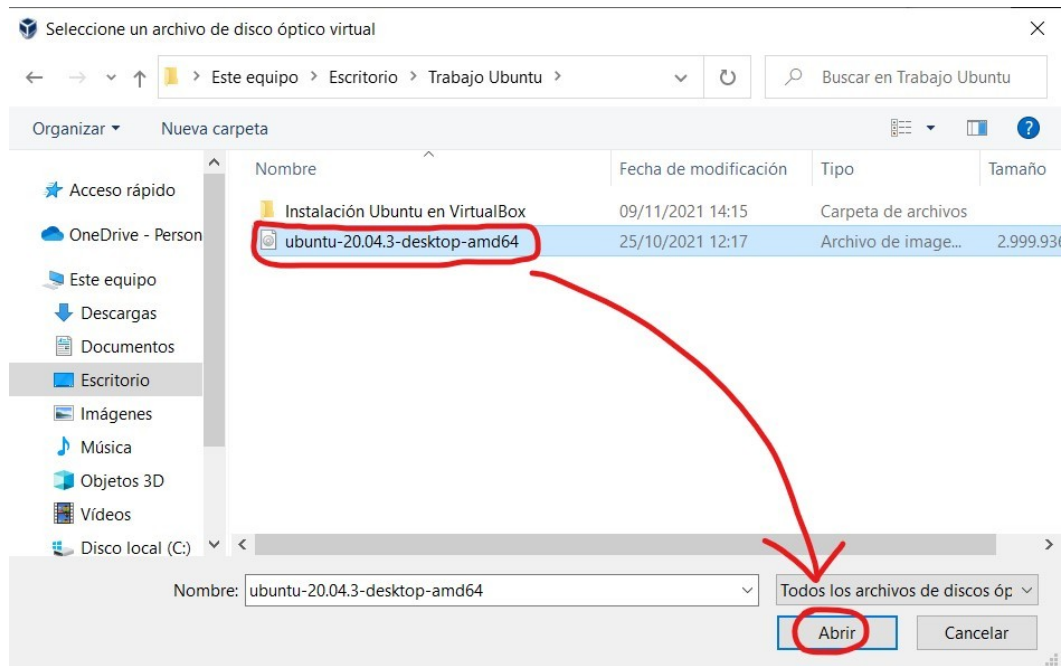 Seleccione un archivo de disco óptico virtual
Este equipo > Escritorio > Trabajo Ubuntu >
Buscar en Trabajo Ubuntu
Organizar
Nueva carpeta
Nombre Fecha de modificación Tipo Tamaño
Acceso rápido
Instalación Ubuntu en VirtualBox 09/11/2021 14:15 Carpeta de archivos
OneDrive - Person
ubuntu-20.04.3-desktop-amd64 25/10/2021 12:17 Archivo de image... 2.999.936
Este equipo
Descargas
Documentos
Escritorio
Imágenes
Música
Objetos 3D
Vídeos
Disco local (C:)
Nombre: ubuntu-20.04.3-desktop-amd64
Todos los archivos de discos óp
Abrir Cancelar